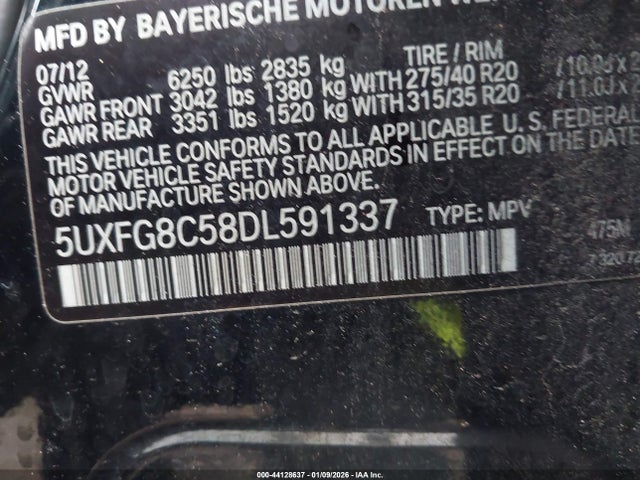 MFD BY BAYERISCHE MOTOREN
07/12 TIRE / RIM
GVWR 6250 lbs 2835 kg
GAWR FRONT 3042 lbs 1380 kg WITH 275/40 R20
GAWR REAR 3351 lbs 1520 kg WITH 315/35 R20
THIS VEHICLE CONFORMS TO ALL APPLICABLE U. S. FEDERAL
MOTOR VEHICLE SAFETY STANDARDS IN EFFECT ON THE DATE
OF MANUFACTURE SHOWN ABOVE.
5UXFG8C58DL591337 TYPE: MPV
475M
000-44128637 - 01/09/2026 - IAA Inc.